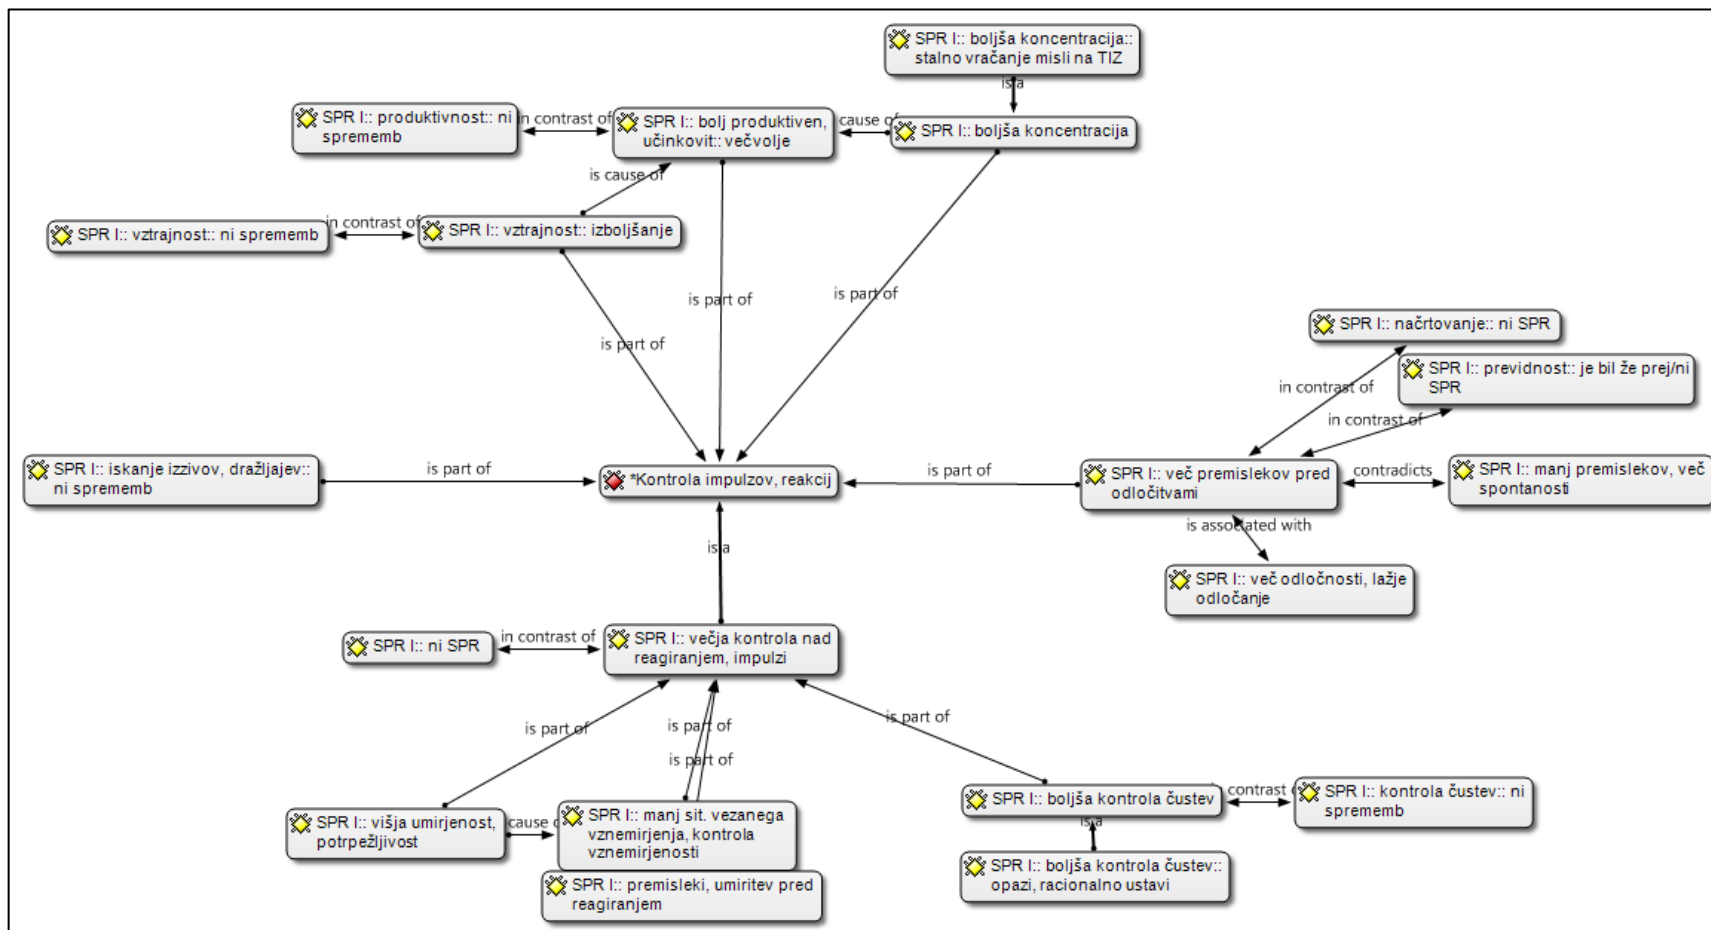 SPR I:: boljša koncentracija::
stalno vračanje misli na TIZ
is a
SPR I:: produktivnost:: ni
sprememb
in contrast of
SPR I:: bolj produktiven,
učinkovit:: večvolje
cause of
SPR I:: boljša koncentracija
is cause of
SPR I:: vztrajnost:: ni sprememb
in contrast of
SPR I:: vztrajnost:: izboljšanje
is part of
is part of
is part of
SPR I:: načrtovanje:: ni SPR
SPR I:: previdnost:: je bil že prej/ni
SPR
in contrast of
in contrast of
SPR I:: iskanje izzivov, dražljajev::
ni sprememb
is part of
*Kontrola impulzov, reakcij
is part of
SPR I:: več premislekov pred
odločitvami
contradicts
SPR I:: manj premislekov, več
spontanosti
is associated with
SPR I:: več odločnosti, lažje
odločanje
is a
SPR I:: ni SPR
in contrast of
SPR I:: večja kontrola nad
reagiranjem, impulzi
is part of
is part of
is part of
is part of
SPR I:: višja umirjenost,
potrpežljivost
cause
SPR I:: manj sit. vezanega
vznemirjenja, kontrola
vznemirjenosti
SPR I:: premisleki, umiritev pred
reagiranjem
SPR I:: boljša kontrola čustev
contrast
SPR I:: kontrola čustev:: ni
sprememb
is a
SPR I:: boljša kontrola čustev::
opazi, racionalno ustavi